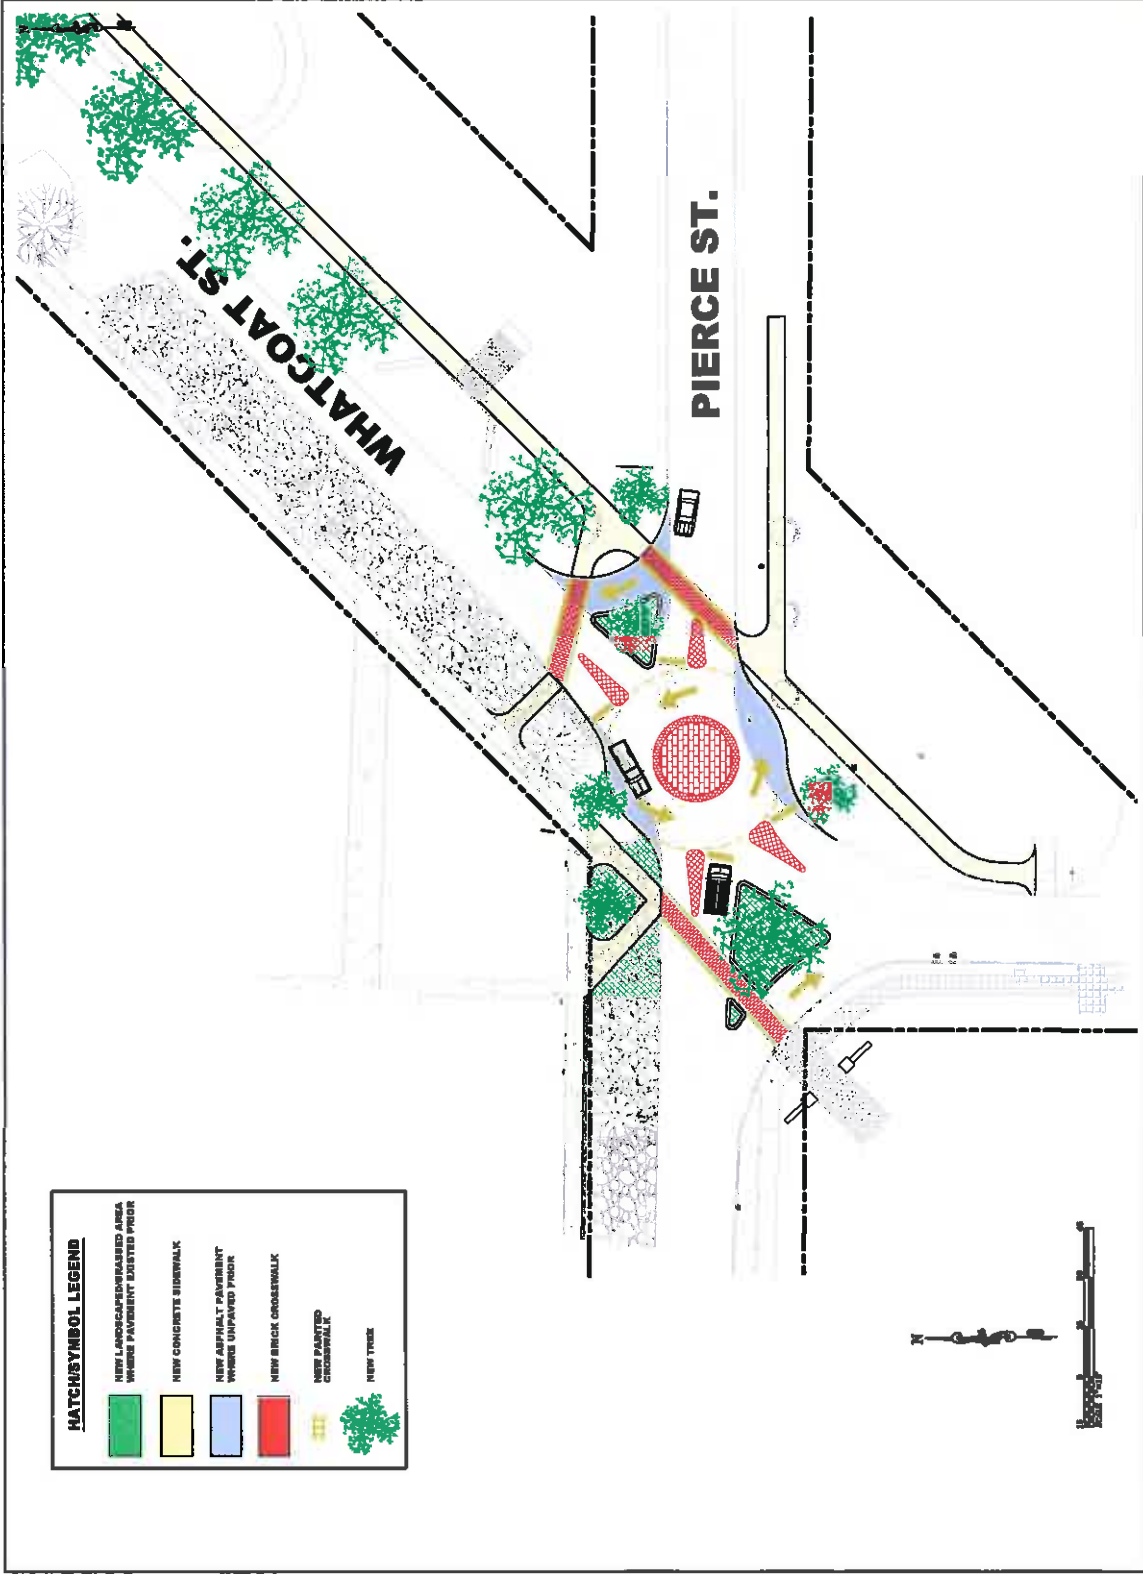 WHATCOAT ST.
PIERCE ST.
HATCH/SYMBOL LEGEND
NEW LANDSCAPED/GRASSED AREA
WHERE PAVEMENT EXISTED PRIOR
NEW CONCRETE SIDEWALK
NEW ASPHALT PAVEMENT
WHERE UNPAVED PRIOR
NEW BRICK CROSSWALK
NEW PAINTED
CROSSWALK
NEW TREE
N